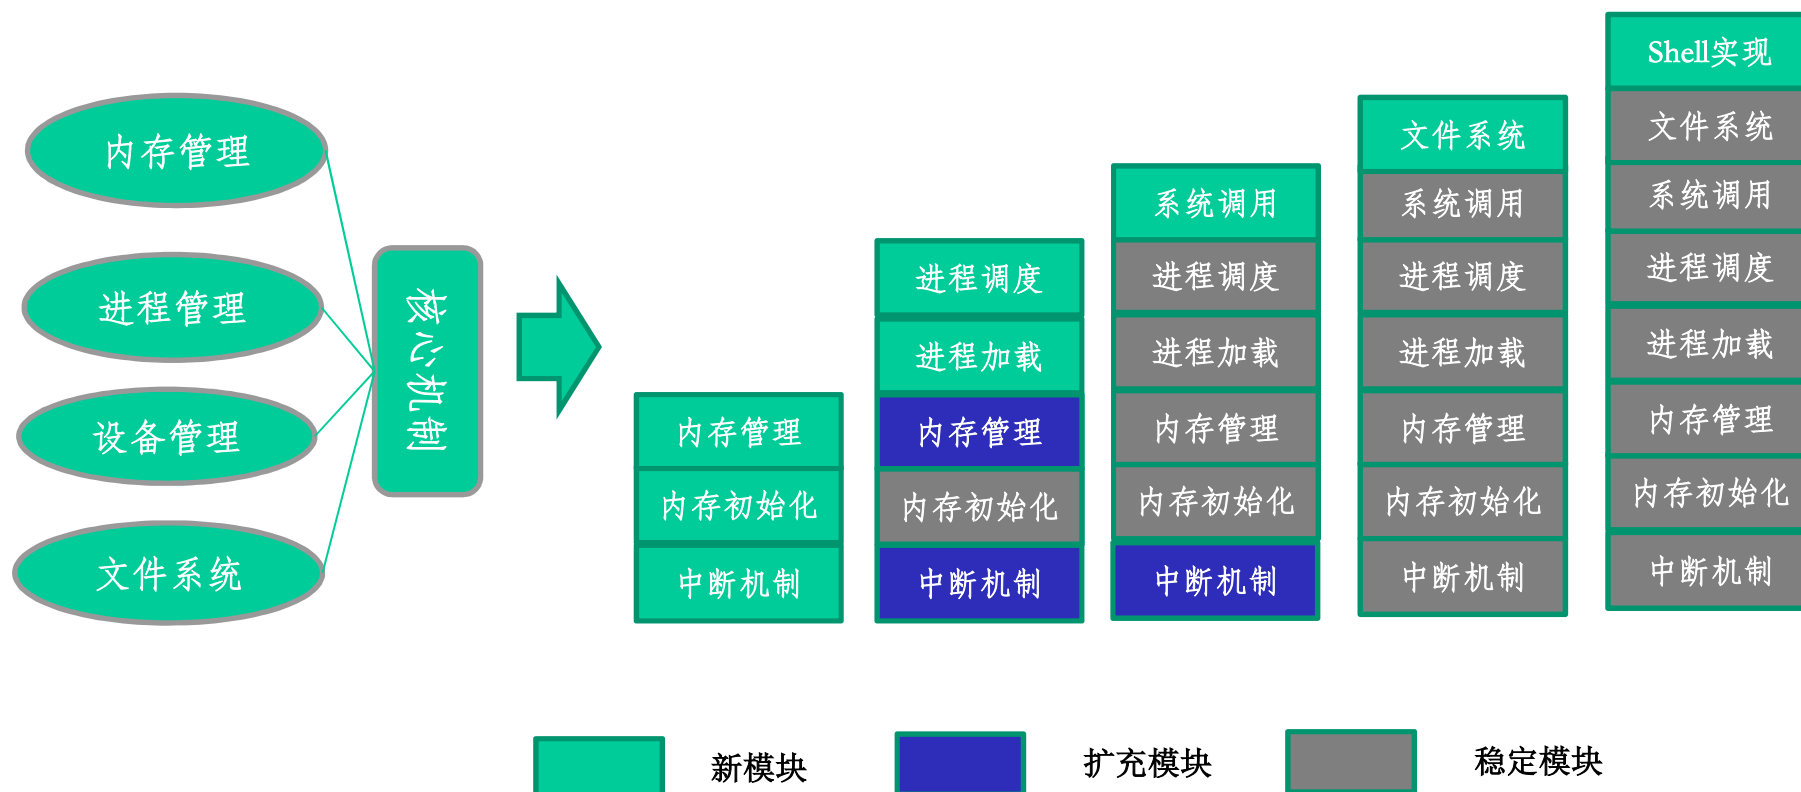 内存管理
进程管理
设备管理
文件系统
核心机制
内存管理
内存初始化
中断机制
进程调度
进程加载
内存管理
内存初始化
中断机制
系统调用
进程调度
进程加载
内存管理
内存初始化
中断机制
文件系统
系统调用
进程调度
进程加载
内存管理
内存初始化
中断机制
Shell实现
文件系统
系统调用
进程调度
进程加载
内存管理
内存初始化
中断机制
新模块
扩充模块
稳定模块